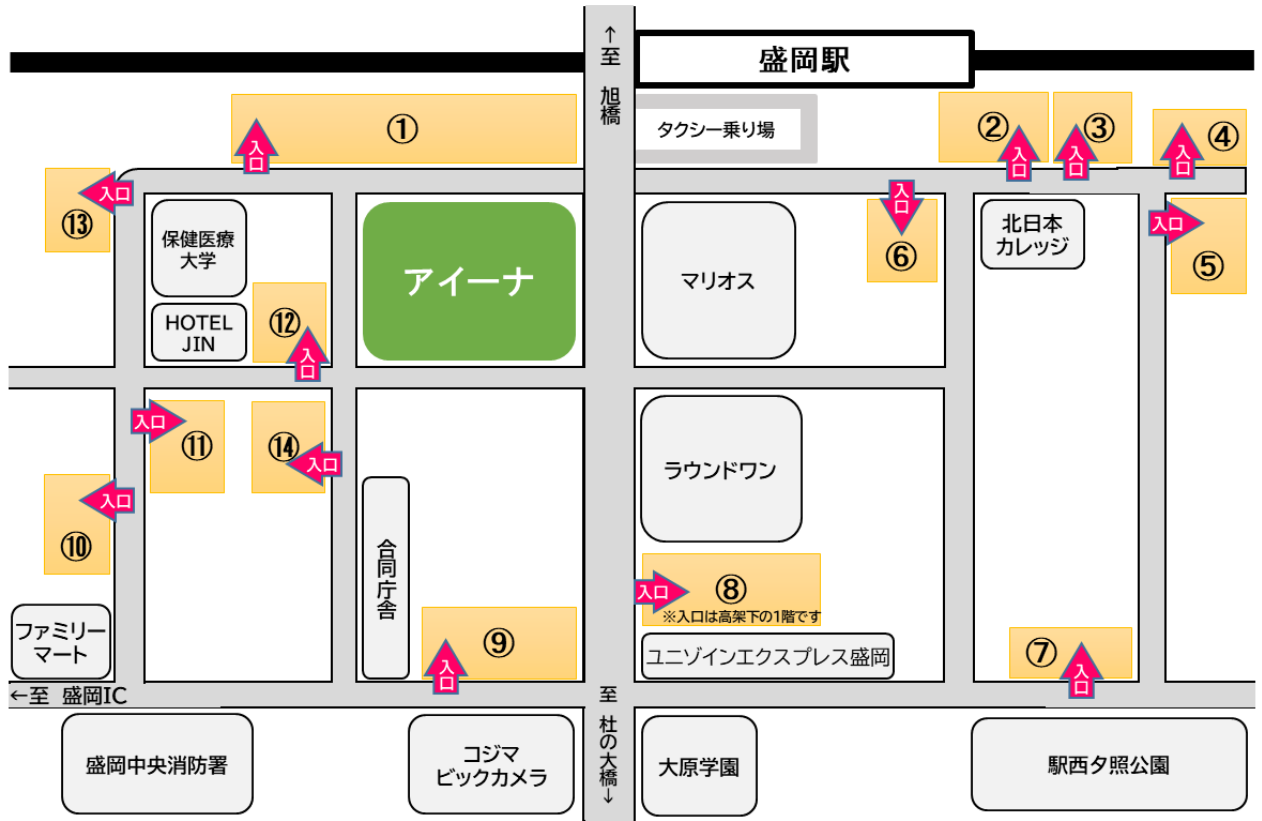 ↑
至
旭橋
盛岡駅
タクシー乗り場
①
入口
②
入口
③
入口
④
入口
⑬
入口
保健医療
大学
アイーナ
マリオス
入口
⑥
北日本
カレッジ
入口
⑤
HOTEL
JIN
⑫
入口
入口
⑪
⑭
入口
ラウンドワン
入口
⑩
合同庁舎
入口
⑧
※入口は高架下の1階です
ファミリー
マート
⑨
入口
ユニゾインエクスプレス盛岡
⑦
入口
←至 盛岡IC
至
杜の大橋
↓
盛岡中央消防署
コジマ
ビックカメラ
大原学園
駅西夕照公園